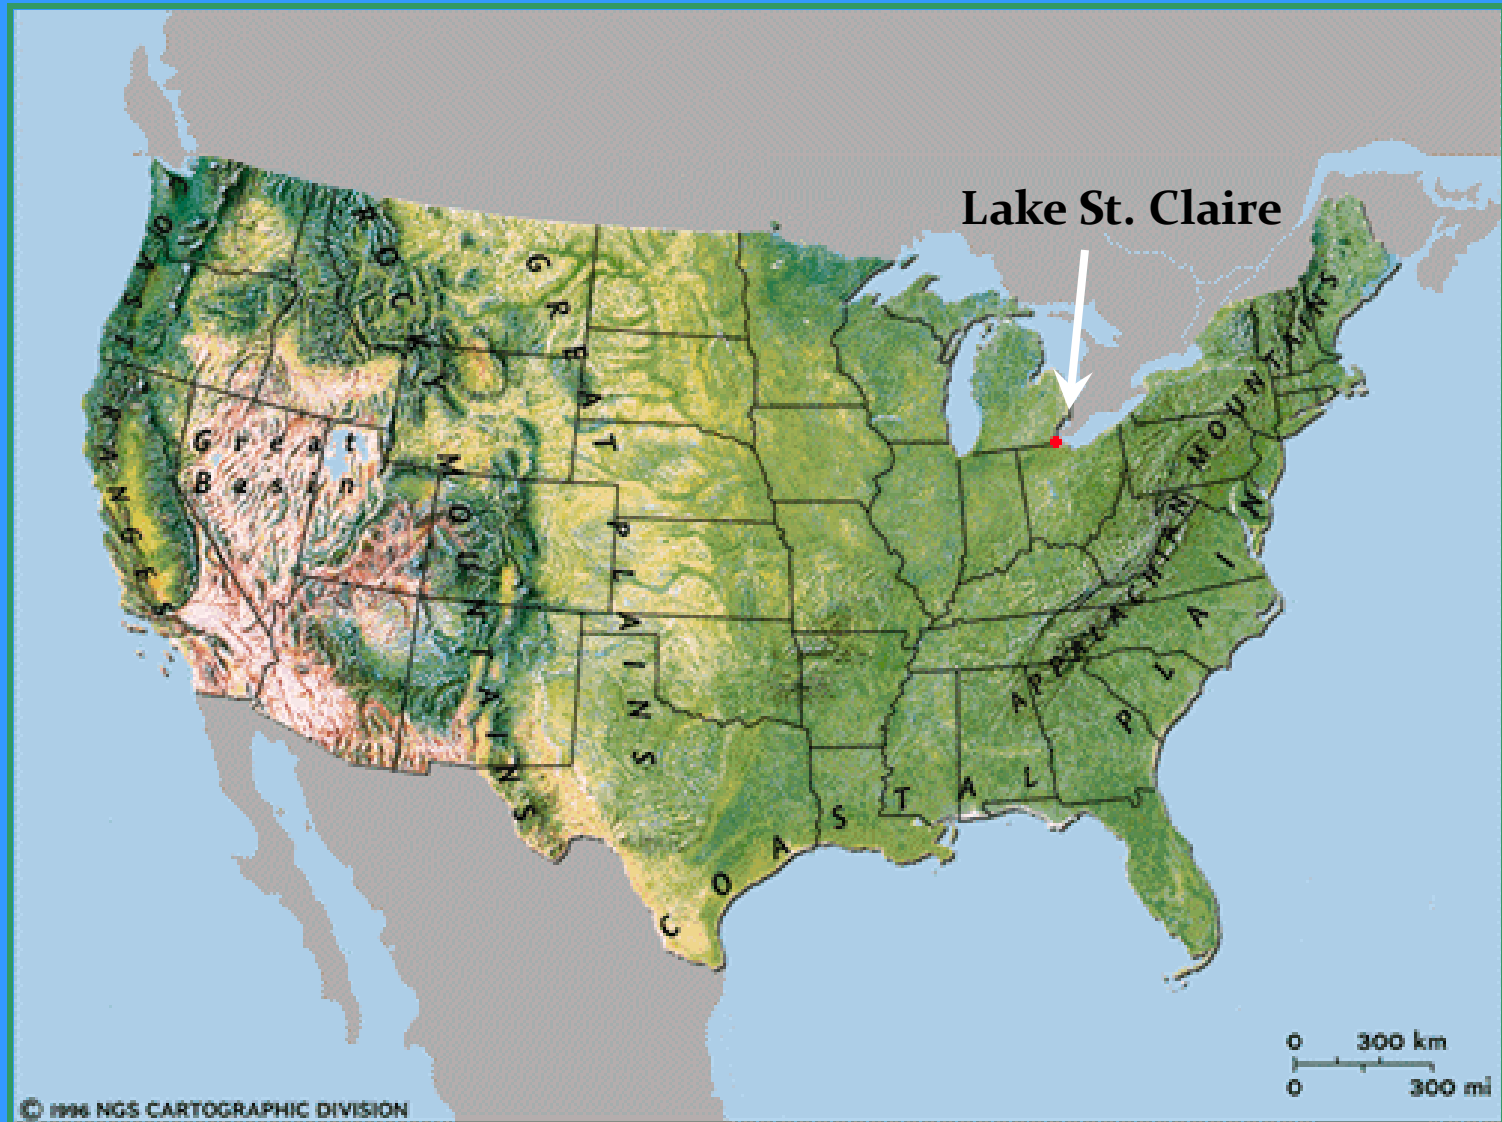 Lake St. Claire
COAST RANGES
ROCKY MOUNTAINS
GREAT PLAINS
Great
Basin
APPALACHIAN MOUNTAINS
COASTAL PLAIN
0 300 km
0 300 mi
© 1996 NGS CARTOGRAPHIC DIVISION